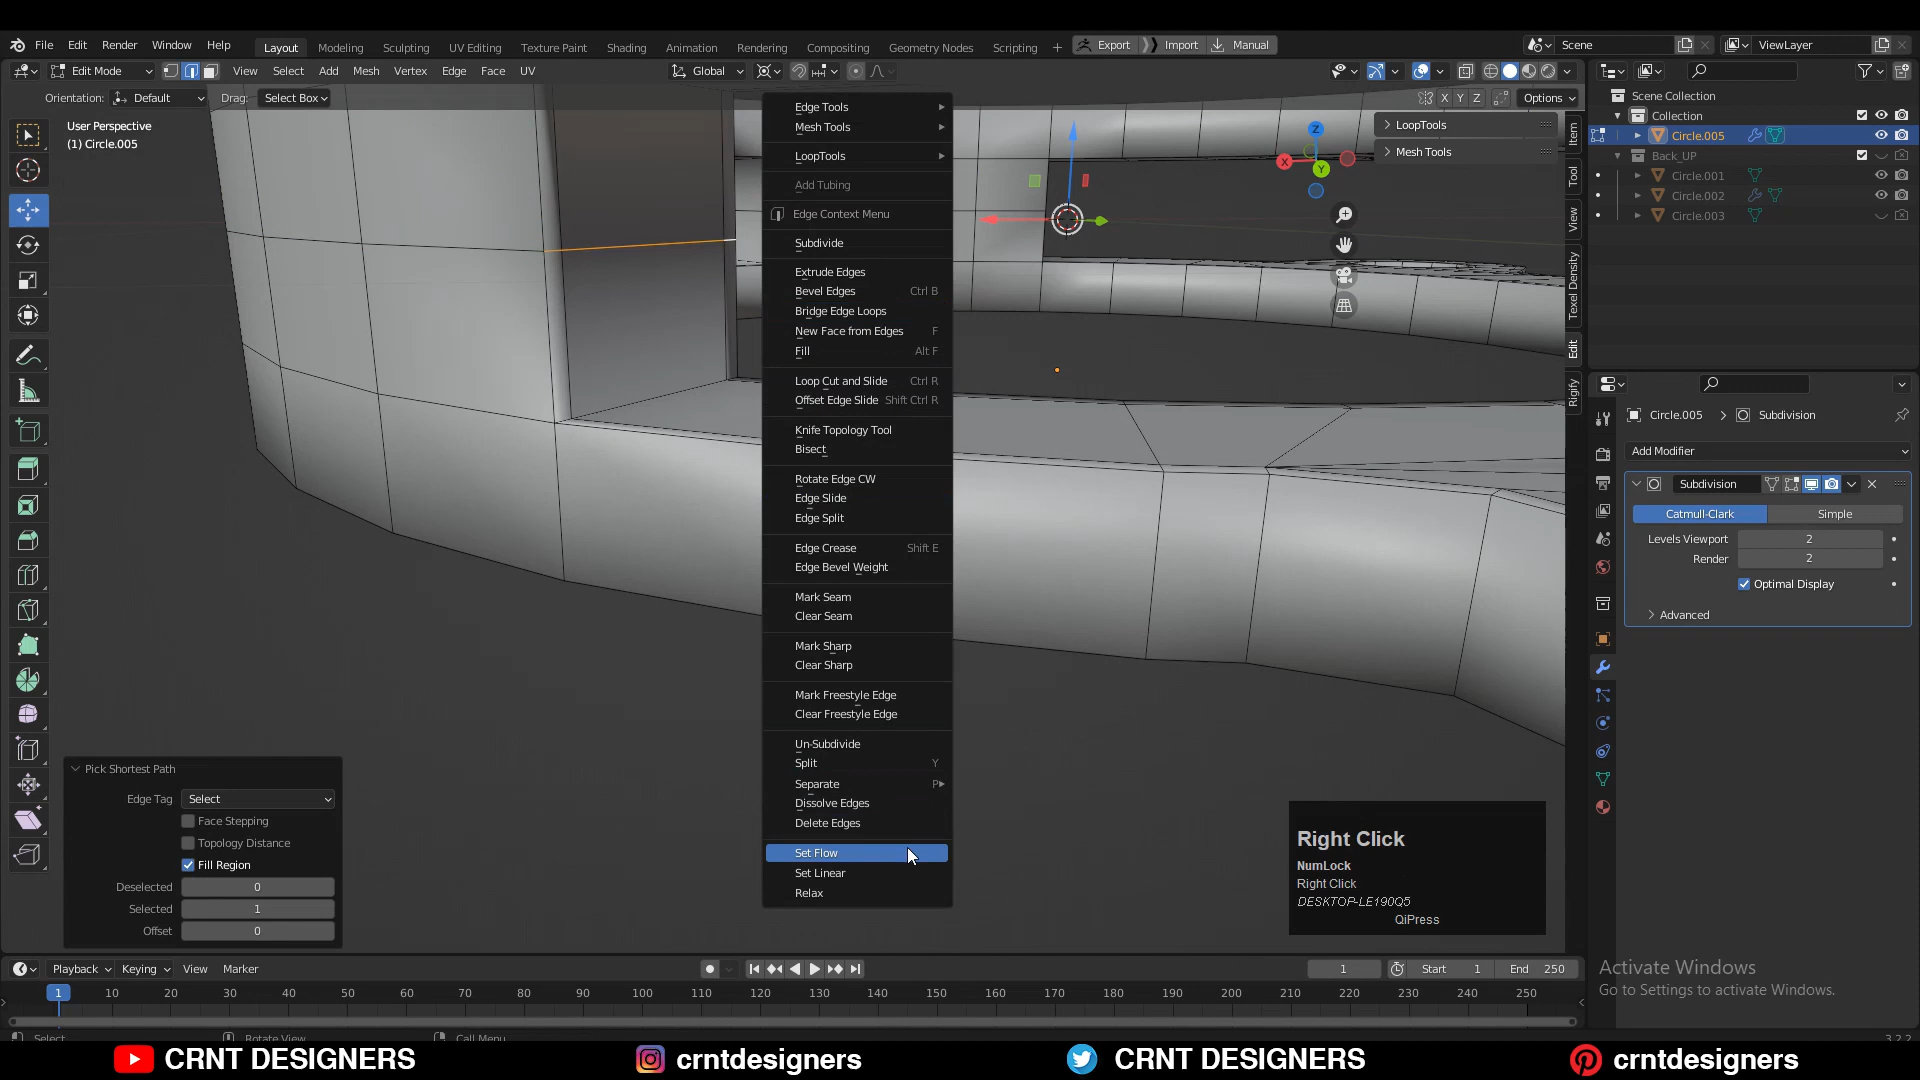 File Edit Render Window Help Layout Modeling Sculpting UV Editing Texture Paint Shading Animation Rendering Compositing Geometry Nodes Scripting + Export Import Manual Scene ViewLayer
Edit Mode View Select Add Mesh Vertex Edge Face UV Global
Orientation: Default Drag: Select Box X Y Z Options
User Perspective
(1) Circle.005
Edge Tools
Mesh Tools
LoopTools
Add Tubing
Edge Context Menu
Subdivide
Extrude Edges
Bevel Edges Ctrl B
Bridge Edge Loops
New Face from Edges F
Fill Alt F
Loop Cut and Slide Ctrl R
Offset Edge Slide Shift Ctrl R
Knife Topology Tool
Bisect
Rotate Edge CW
Edge Slide
Edge Split
Edge Crease Shift E
Edge Bevel Weight
Mark Seam
Clear Seam
Mark Sharp
Clear Sharp
Mark Freestyle Edge
Clear Freestyle Edge
Un-Subdivide
Split Y
Separate P
Dissolve Edges
Delete Edges
Set Flow
Set Linear
Relax
LoopTools
Mesh Tools
Z
X
Y
Item
Tool
View
Texel Density
Edit
Rigify
Scene Collection
Collection
Circle.005
Back_UP
Circle.001
Circle.002
Circle.003
Circle.005 Subdivision
Add Modifier
Subdivision
Catmull-Clark Simple
Levels Viewport 2
Render 2
Optimal Display
Advanced
Pick Shortest Path
Edge Tag Select
Face Stepping
Topology Distance
Fill Region
Deselected 0
Selected 1
Offset 0
Right Click
NumLock
Right Click
DESKTOP-LE190Q5
QiPress
Playback Keying View Marker 1 Start 1 End 250
1 10 20 30 40 50 60 70 80 90 100 110 120 130 140 150 160 170 180 190 200 210 220 230 240 250
Activate Windows
Go to Settings to activate Windows.
Select Rotate View Call Menu 3.2.2
CRNT DESIGNERS crntdesigners CRNT DESIGNERS crntdesigners